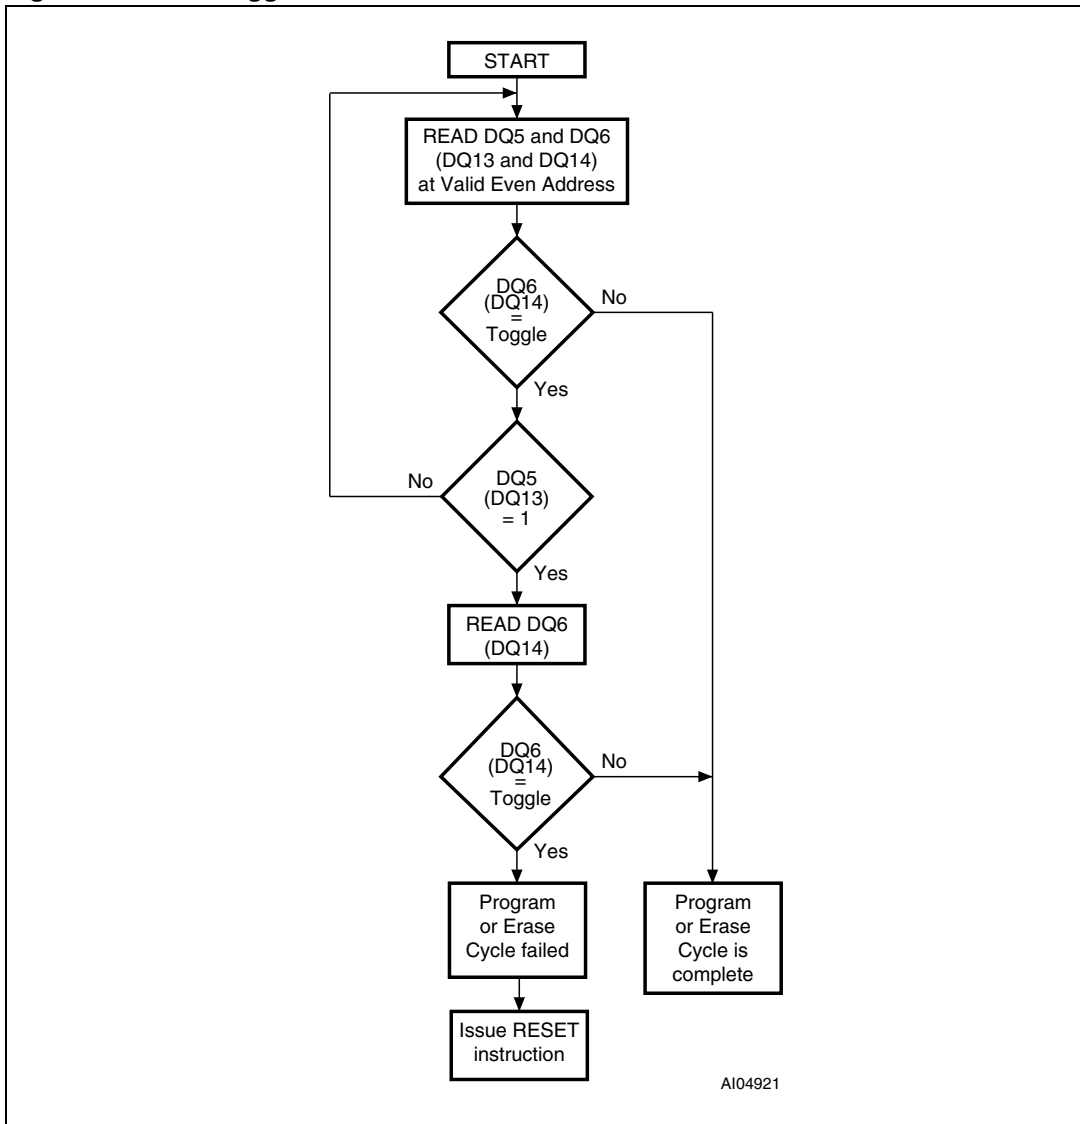 START
READ DQ5 and DQ6
(DQ13 and DQ14)
at Valid Even Address
DQ6
(DQ14)
=
Toggle
No
Yes
DQ5
(DQ13)
= 1
No
Yes
READ DQ6
(DQ14)
DQ6
(DQ14)
=
Toggle
No
Yes
Program
or Erase
Cycle failed
Program
or Erase
Cycle is
complete
Issue RESET
instruction
AI04921